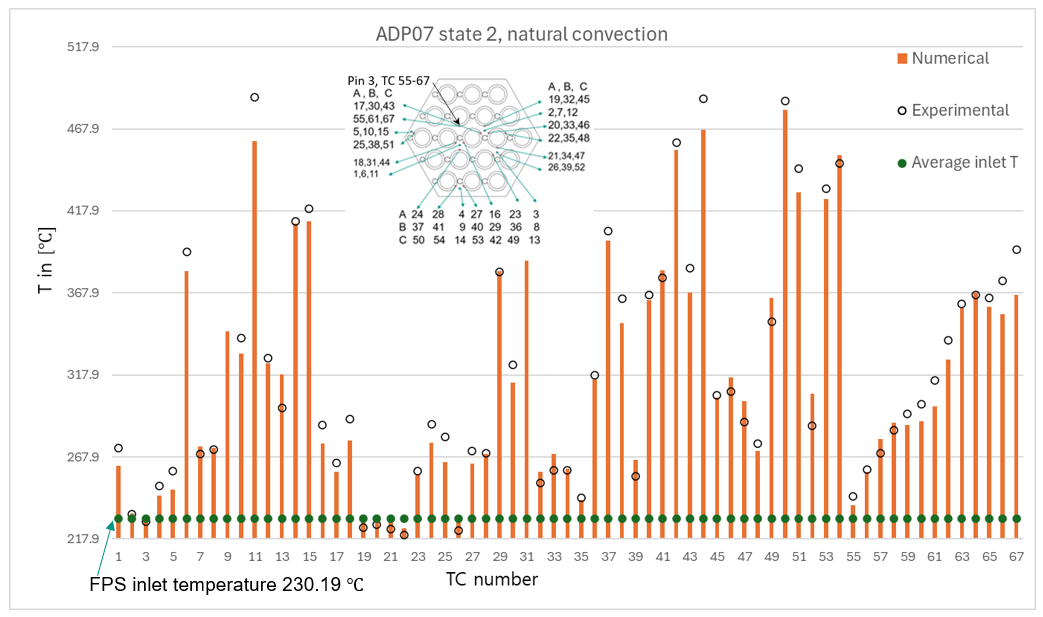 ADP07 state 2, natural convection
517.9
467.9
417.9
367.9
317.9
267.9
217.9
T in [℃]
Numerical
Experimental
Average inlet T
Pin 3, TC 55-67
A , B, C
17,30,43
55,61,67
5,10,15
25,38,51
18,31,44
1,6,11
A , B, C
19,32,45
2,7,12
20,33,46
22,35,48
21,34,47
26,39,52
A 24 28 4 27 16 23 3
B 37 41 9 40 29 36 8
C 50 54 14 53 42 49 13
1 3 5 7 9 11 13 15 17 19 21 23 25 27 29 31 33 35 37 39 41 43 45 47 49 51 53 55 57 59 61 63 65 67
TC number
FPS inlet temperature 230.19 ℃